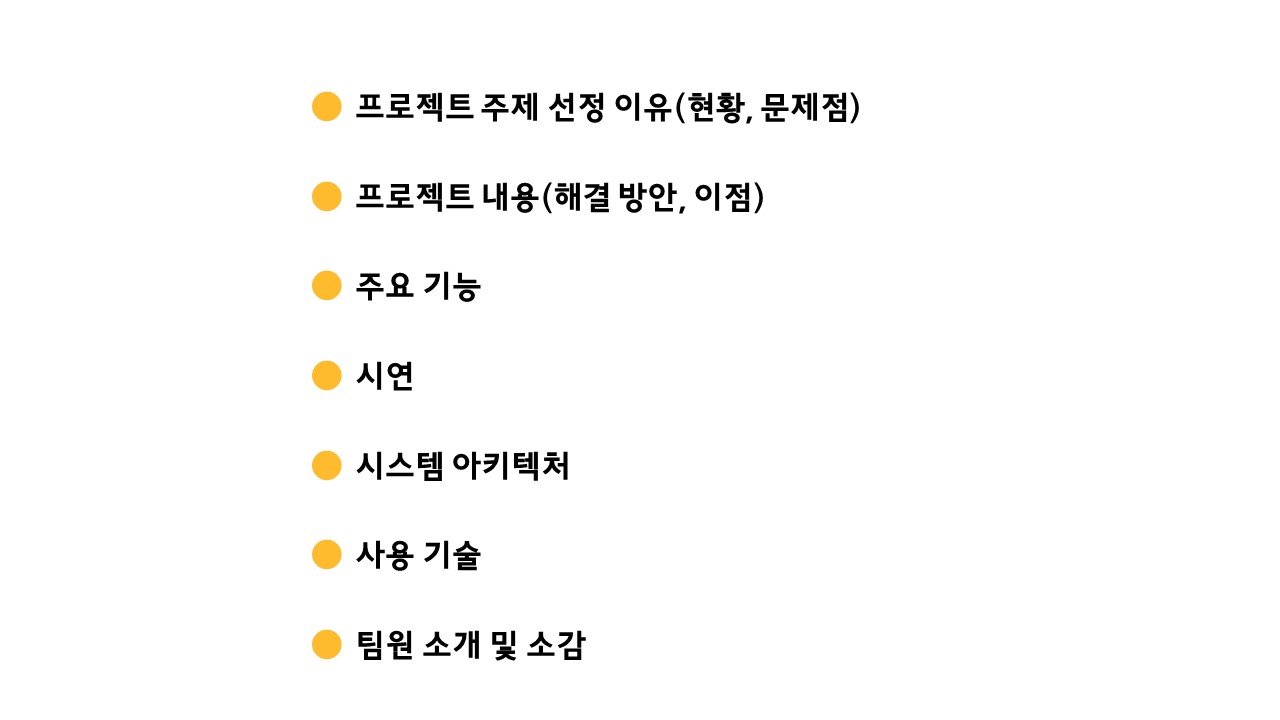 프로젝트 주제 선정 이유(현황, 문제점)
프로젝트 내용(해결 방안, 이점)
주요 기능
시연
시스템 아키텍처
사용 기술
팀원 소개 및 소감